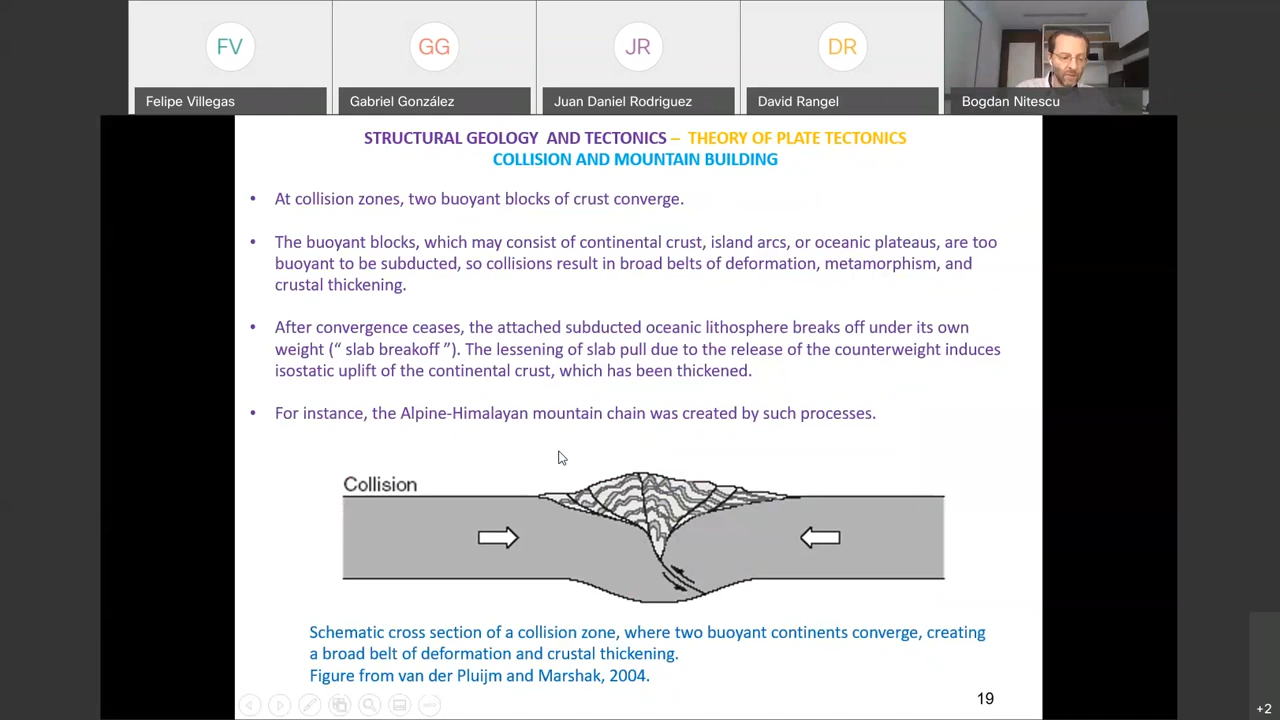 FV
GG
JR
DR
Felipe Villegas
Gabriel González
Juan Daniel Rodriguez
David Rangel
Bogdan Nitescu
STRUCTURAL GEOLOGY AND TECTONICS – THEORY OF PLATE TECTONICS
COLLISION AND MOUNTAIN BUILDING
• At collision zones, two buoyant blocks of crust converge.
• The buoyant blocks, which may consist of continental crust, island arcs, or oceanic plateaus, are too
buoyant to be subducted, so collisions result in broad belts of deformation, metamorphism, and
crustal thickening.
• After convergence ceases, the attached subducted oceanic lithosphere breaks off under its own
weight (“ slab breakoff ”). The lessening of slab pull due to the release of the counterweight induces
isostatic uplift of the continental crust, which has been thickened.
• For instance, the Alpine-Himalayan mountain chain was created by such processes.
Collision
Schematic cross section of a collision zone, where two buoyant continents converge, creating
a broad belt of deformation and crustal thickening.
Figure from van der Pluijm and Marshak, 2004.
19
+2